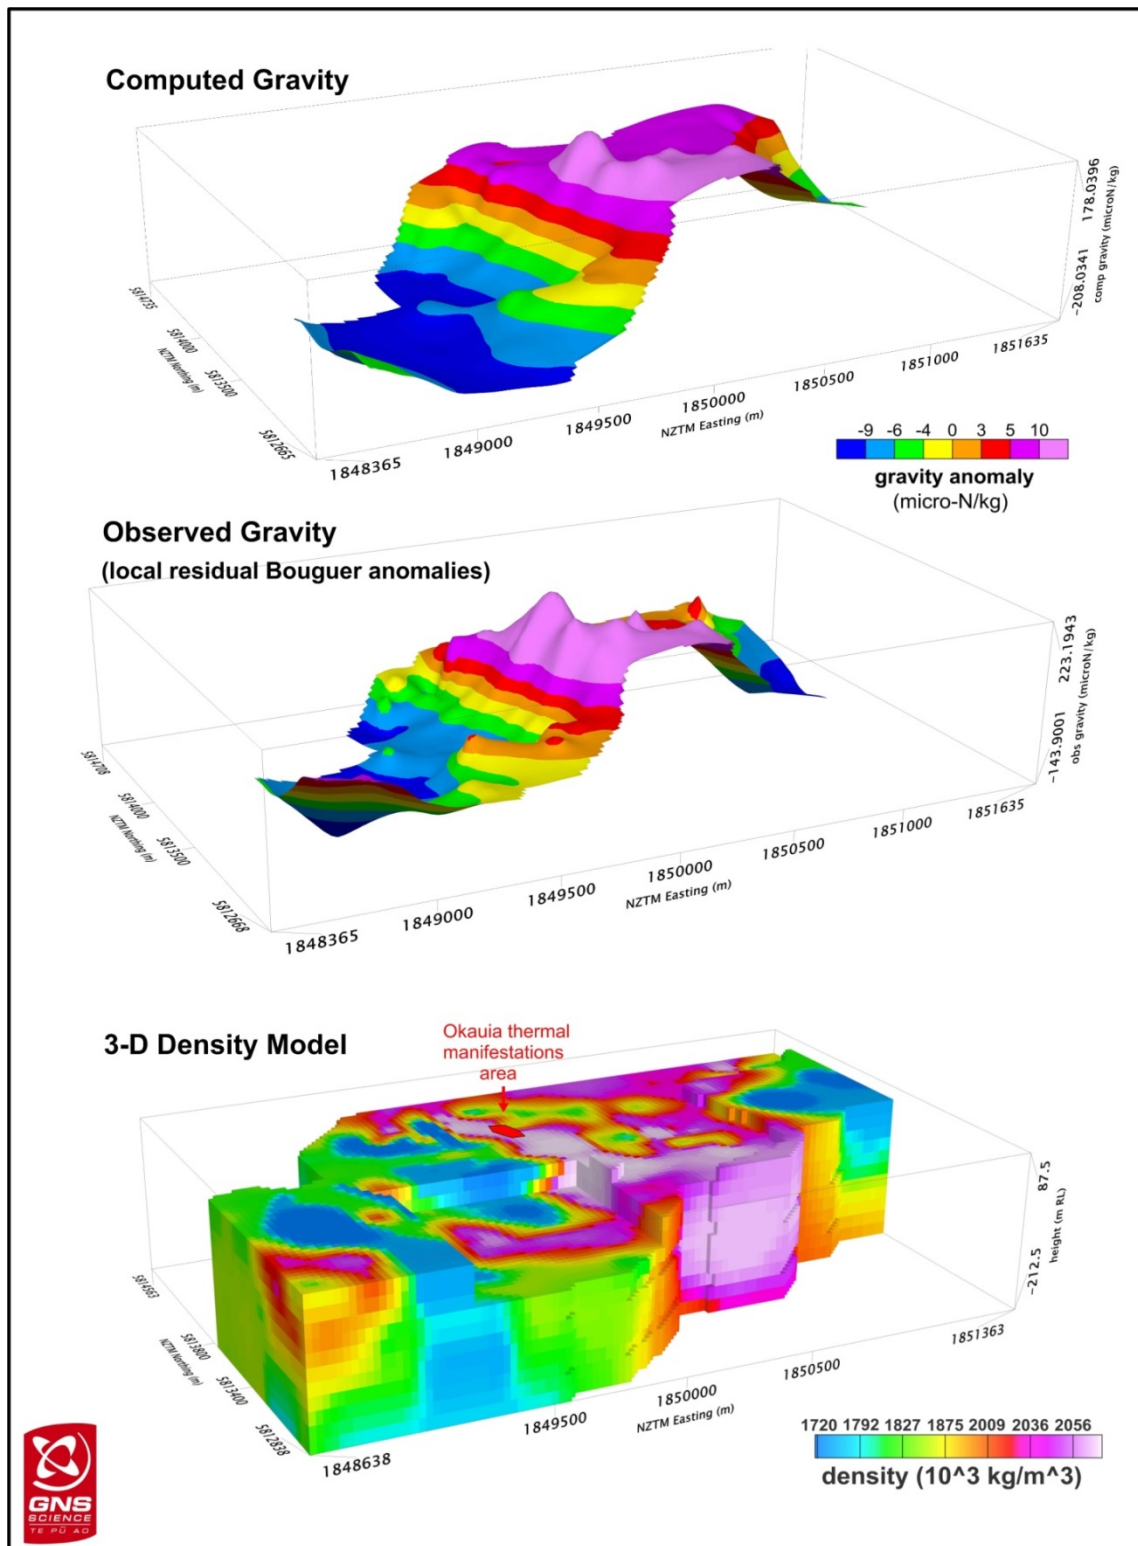 Computed Gravity
178.0396
-208.0341
comp gravity (microN/kg)
5814735
5814000
NZTM Northing (m)
5813500
5812665
1848365
1849000
1849500
1850000
NZTM Easting (m)
1850500
1851000
1851635
-9 -6 -4 0 3 5 10
gravity anomaly
(micro-N/kg)
Observed Gravity
(local residual Bouguer anomalies)
223.1943
-143.9001
obs gravity (microN/kg)
5814708
5814000
NZTM Northing (m)
5813500
5812668
1848365
1849000
1849500
1850000
NZTM Easting (m)
1850500
1851000
1851635
3-D Density Model
Okauia thermal
manifestations
area
87.5
-212.5
height (m RL)
5814563
5813800
NZTM Northing (m)
5813400
5812838
1848638
1849500
1850000
NZTM Easting (m)
1850500
1851363
1720 1792 1827 1875 2009 2036 2056
density (10^3 kg/m^3)
GNS
SCIENCE
TE PŪ AO